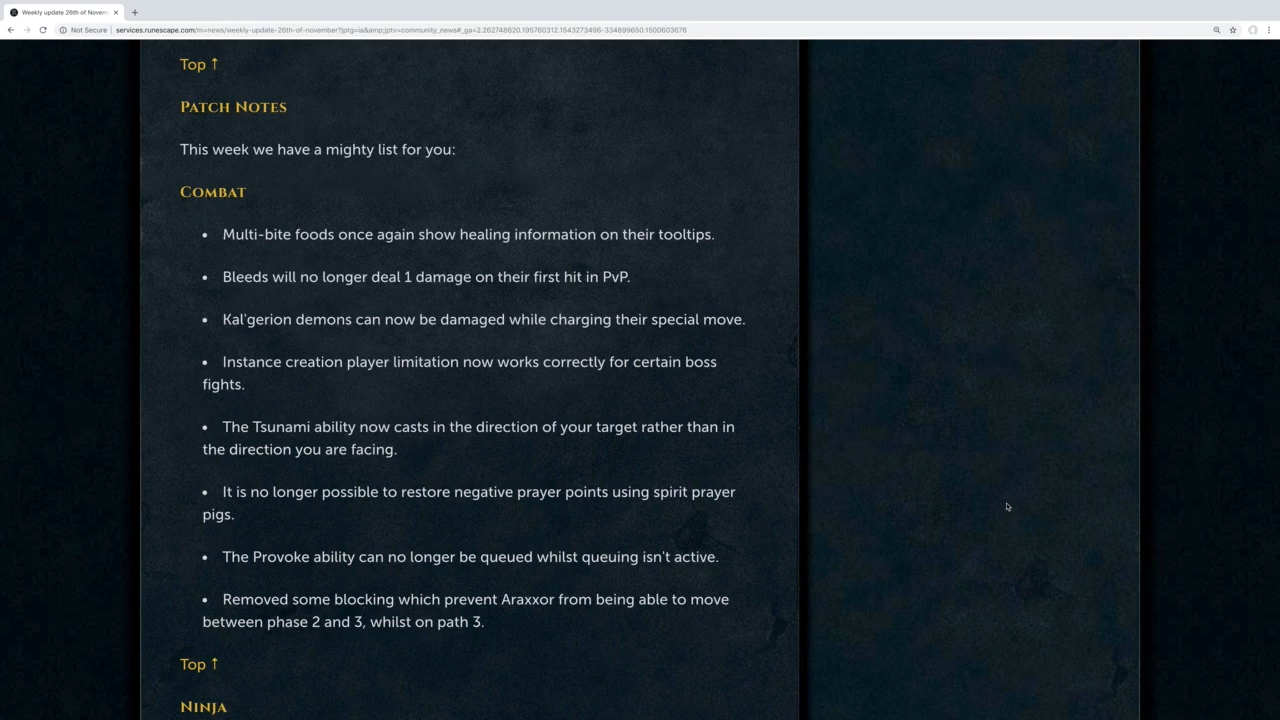 Weekly update 26th of Novem
Not Secure | services.runescape.com/m=news/weekly-update-26th-of-november?jptg=ia&amp;jptv=community_news#_ga=2.262748620.195760312.1543273496-334899650.1500603676
Top ↑
PATCH NOTES
This week we have a mighty list for you:
COMBAT
• Multi-bite foods once again show healing information on their tooltips.
• Bleeds will no longer deal 1 damage on their first hit in PvP.
• Kal'gerion demons can now be damaged while charging their special move.
• Instance creation player limitation now works correctly for certain boss
fights.
• The Tsunami ability now casts in the direction of your target rather than in
the direction you are facing.
• It is no longer possible to restore negative prayer points using spirit prayer
pigs.
• The Provoke ability can no longer be queued whilst queuing isn't active.
• Removed some blocking which prevent Araxxor from being able to move
between phase 2 and 3, whilst on path 3.
Top ↑
NINJA